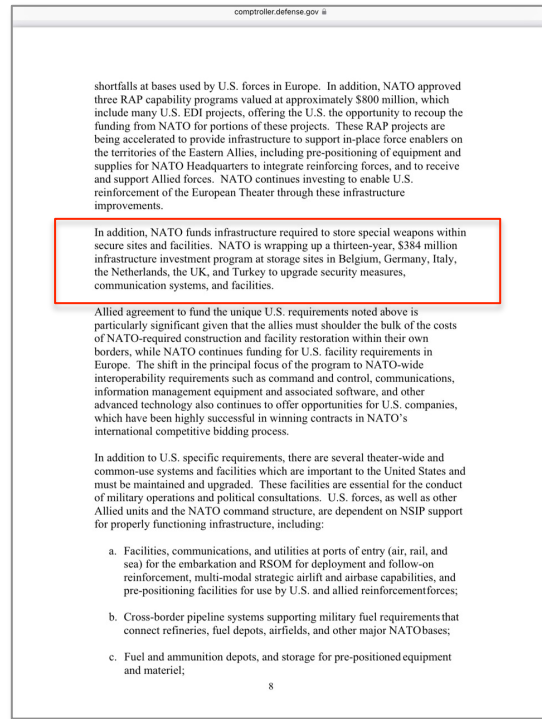 comptroller.defense.gov
shortfalls at bases used by U.S. forces in Europe. In addition, NATO approved
three RAP capability programs valued at approximately $800 million, which
include many U.S. EDI projects, offering the U.S. the opportunity to recoup the
funding from NATO for portions of these projects. These RAP projects are
being accelerated to provide infrastructure to support in-place force enablers on
the territories of the Eastern Allies, including pre-positioning of equipment and
supplies for NATO Headquarters to integrate reinforcing forces, and to receive
and support Allied forces. NATO continues investing to enable U.S.
reinforcement of the European Theater through these infrastructure
improvements.
In addition, NATO funds infrastructure required to store special weapons within
secure sites and facilities. NATO is wrapping up a thirteen-year, $384 million
infrastructure investment program at storage sites in Belgium, Germany, Italy,
the Netherlands, the UK, and Turkey to upgrade security measures,
communication systems, and facilities.
Allied agreement to fund the unique U.S. requirements noted above is
particularly significant given that the allies must shoulder the bulk of the costs
of NATO-required construction and facility restoration within their own
borders, while NATO continues funding for U.S. facility requirements in
Europe. The shift in the principal focus of the program to NATO-wide
interoperability requirements such as command and control, communications,
information management equipment and associated software, and other
advanced technology also continues to offer opportunities for U.S. companies,
which have been highly successful in winning contracts in NATO's
international competitive bidding process.
In addition to U.S. specific requirements, there are several theater-wide and
common-use systems and facilities which are important to the United States and
must be maintained and upgraded. These facilities are essential for the conduct
of military operations and political consultations. U.S. forces, as well as other
Allied units and the NATO command structure, are dependent on NSIP support
for properly functioning infrastructure, including:
a. Facilities, communications, and utilities at ports of entry (air, rail, and
sea) for the embarkation and RSOM for deployment and follow-on
reinforcement, multi-modal strategic airlift and airbase capabilities, and
pre-positioning facilities for use by U.S. and allied reinforcementforces;
b. Cross-border pipeline systems supporting military fuel requirements that
connect refineries, fuel depots, airfields, and other major NATObases;
c. Fuel and ammunition depots, and storage for pre-positioned equipment
and materiel;
8